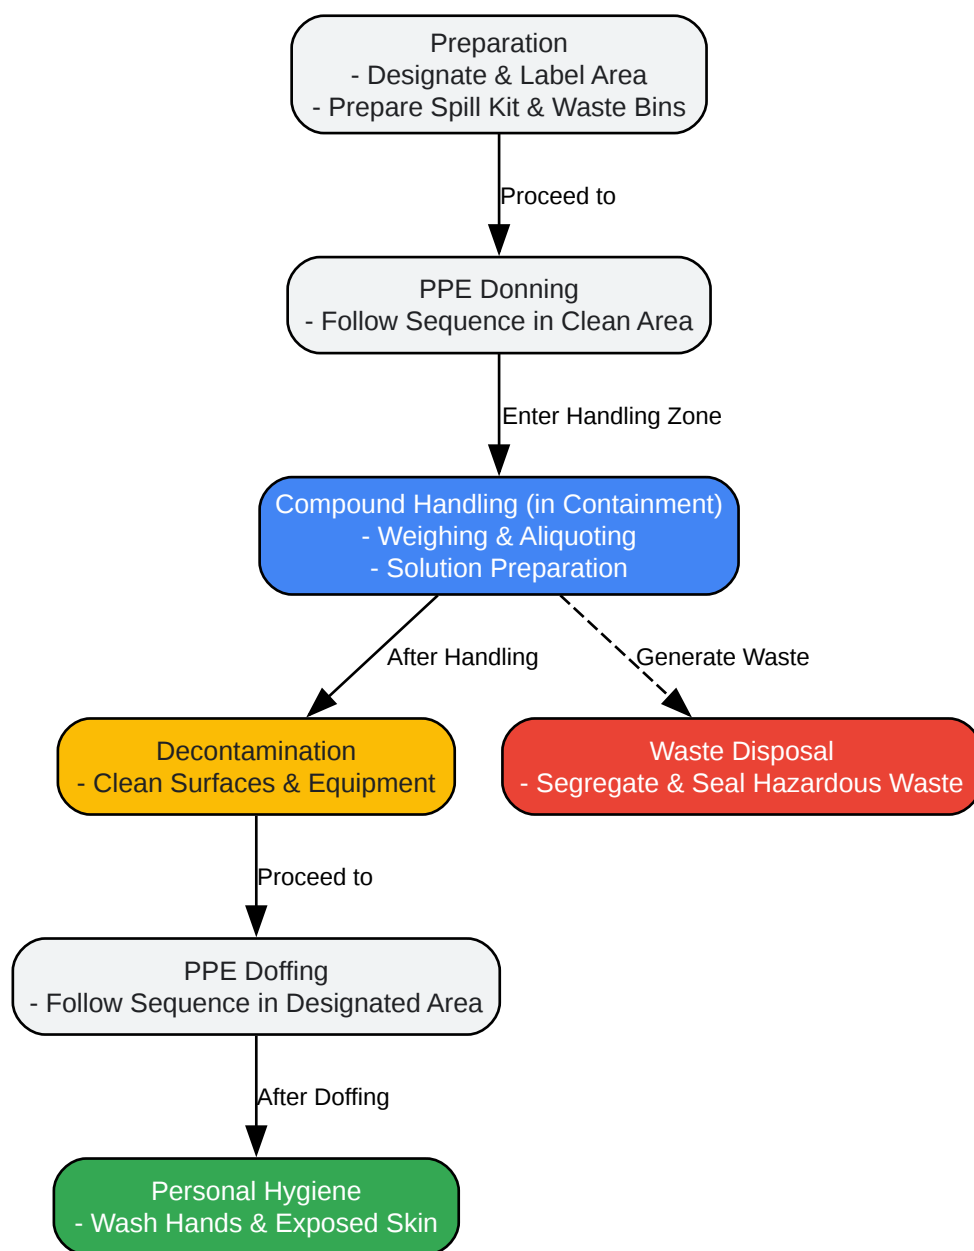 Preparation
- Designate & Label Area
- Prepare Spill Kit & Waste Bins
Proceed to
PPE Donning
- Follow Sequence in Clean Area
Enter Handling Zone
Compound Handling (in Containment)
- Weighing & Aliquoting
- Solution Preparation
After Handling
Generate Waste
Decontamination
- Clean Surfaces & Equipment
Waste Disposal
- Segregate & Seal Hazardous Waste
Proceed to
PPE Doffing
- Follow Sequence in Designated Area
After Doffing
Personal Hygiene
- Wash Hands & Exposed Skin